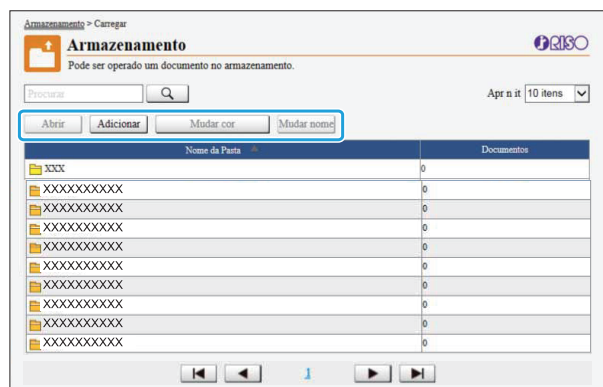 Armazenamento > Carregar
Armazenamento
RISO
Pode ser operado um documento no armazenamento.
Procurar
Apr n it 10 itens
Abrir Adicionar Mudar cor Mudar nome
Nome da Pasta Documentos
XXX 0
XXXXXXXXXX 0
XXXXXXXXXX 0
XXXXXXXXXX 0
XXXXXXXXXX 0
XXXXXXXXXX 0
XXXXXXXXXX 0
XXXXXXXXXX 0
XXXXXXXXXX 0
XXXXXXXXXX 0
1